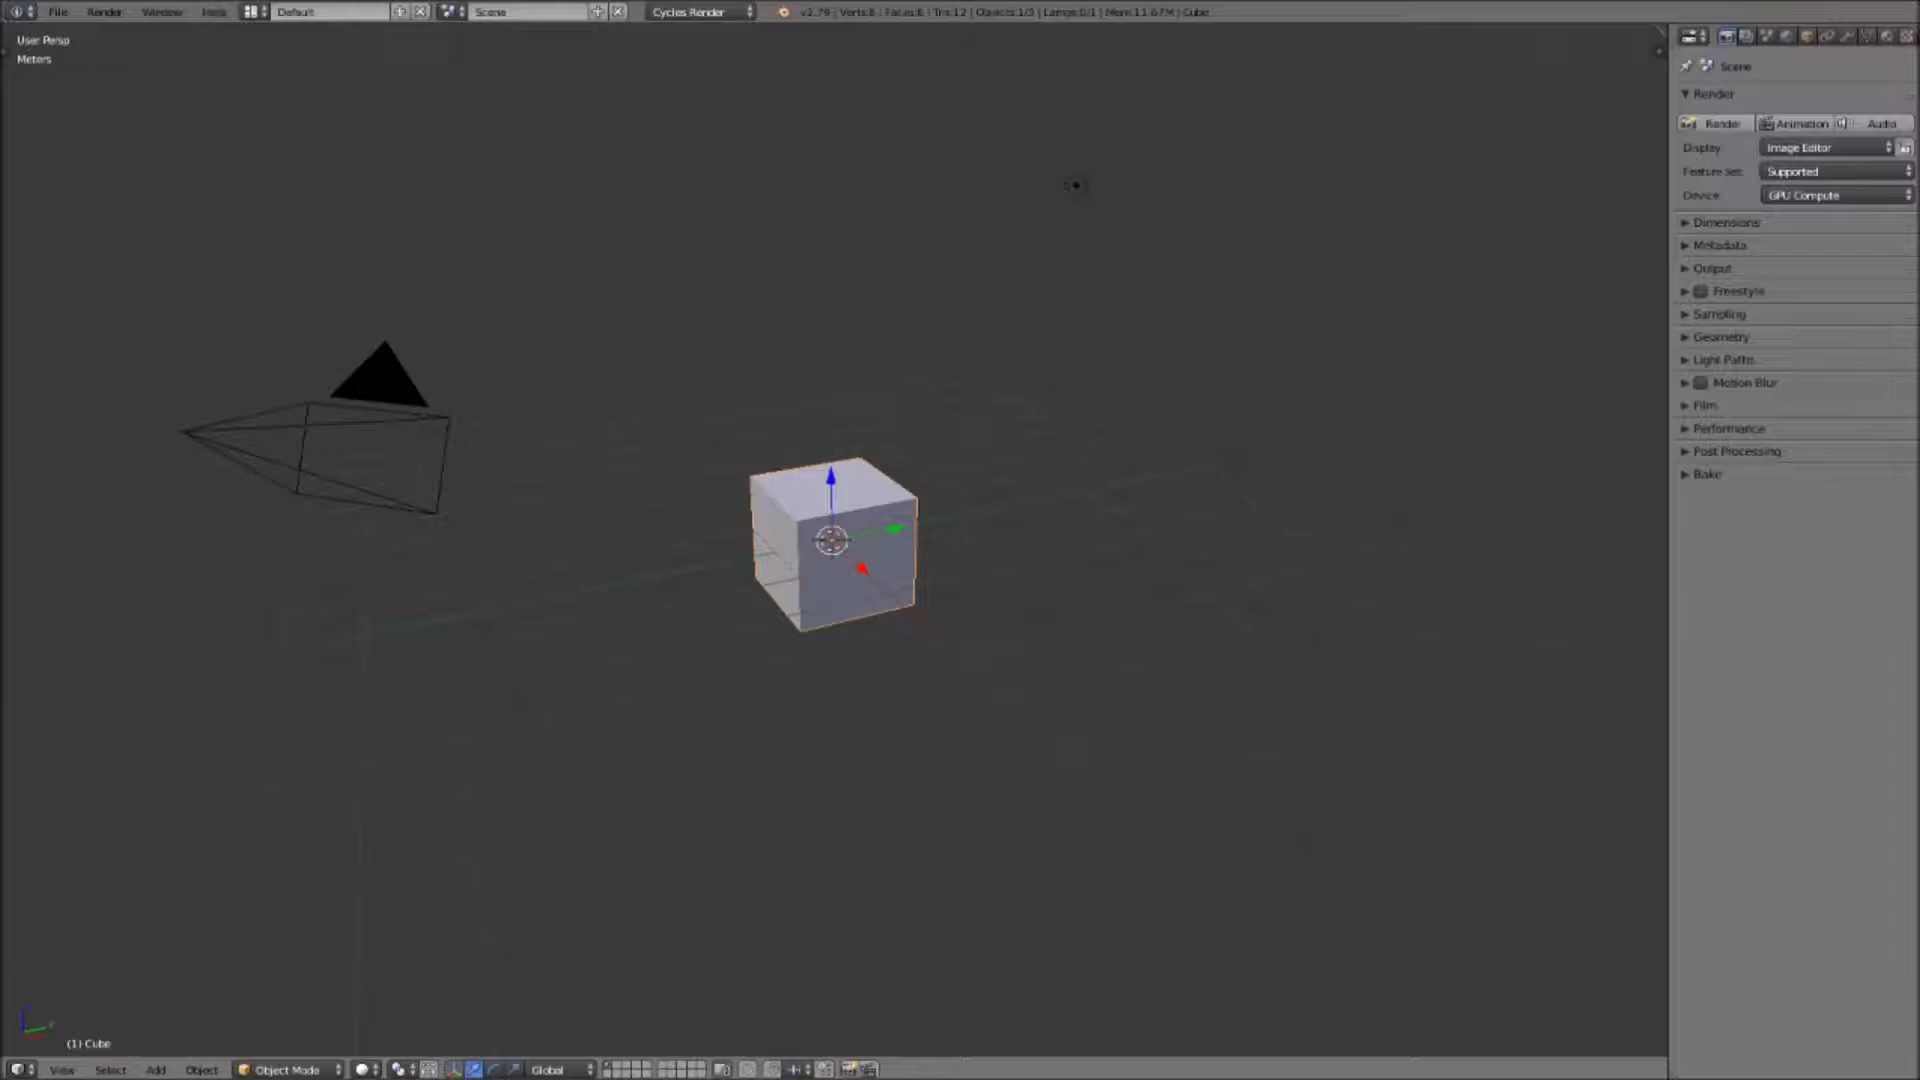 File Render Window Help Default Scene Cycles Render v2.79 | Verts:8 | Faces:6 | Tris:12 | Objects:1/3 | Lamps:0/1 | Mem:11.67M | Cube
User Persp
Meters
Scene
Render
Render Animation Audio
Display: Image Editor
Feature Set: Supported
Device: GPU Compute
Dimensions
Metadata
Output
Freestyle
Sampling
Geometry
Light Paths
Motion Blur
Film
Performance
Post Processing
Bake
(1) Cube
View Select Add Object Object Mode Global